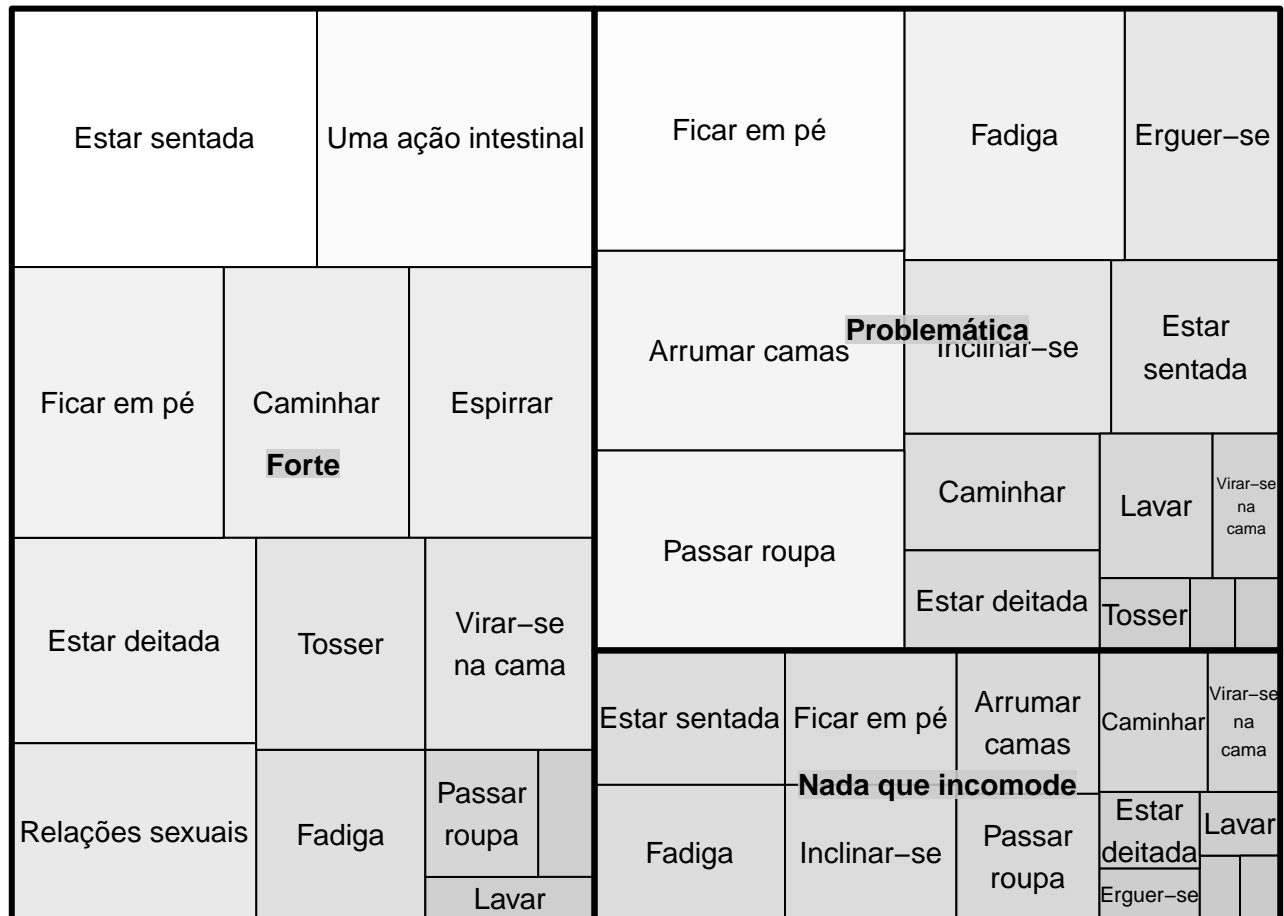 Estar sentada
Uma ação intestinal
Ficar em pé
Caminhar
Espirrar
Forte
Estar deitada
Tosser
Virar−se
na cama
Relações sexuais
Fadiga
Passar
roupa
Lavar
Ficar em pé
Fadiga
Erguer−se
Arrumar camas
Problemática
Inclinar−se
Estar
sentada
Passar roupa
Caminhar
Lavar
Virar−se
na
cama
Estar deitada
Tosser
Estar sentada
Ficar em pé
Arrumar
camas
Caminhar
Virar−se
na
cama
Nada que incomode
Fadiga
Inclinar−se
Passar
roupa
Estar
deitada
Lavar
Erguer−se